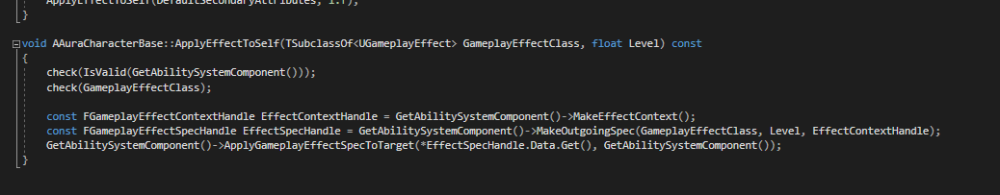 ApplyEffectToSelf(DefaultSecondaryAttributes, 1.f);
}
void AAuraCharacterBase::ApplyEffectToSelf(TSubclassOf<UGameplayEffect> GameplayEffectClass, float Level) const
{
check(IsValid(GetAbilitySystemComponent()));
check(GameplayEffectClass);
const FGameplayEffectContextHandle EffectContextHandle = GetAbilitySystemComponent()->MakeEffectContext();
const FGameplayEffectSpecHandle EffectSpecHandle = GetAbilitySystemComponent()->MakeOutgoingSpec(GameplayEffectClass, Level, EffectContextHandle);
GetAbilitySystemComponent()->ApplyGameplayEffectSpecToTarget(*EffectSpecHandle.Data.Get(), GetAbilitySystemComponent());
}